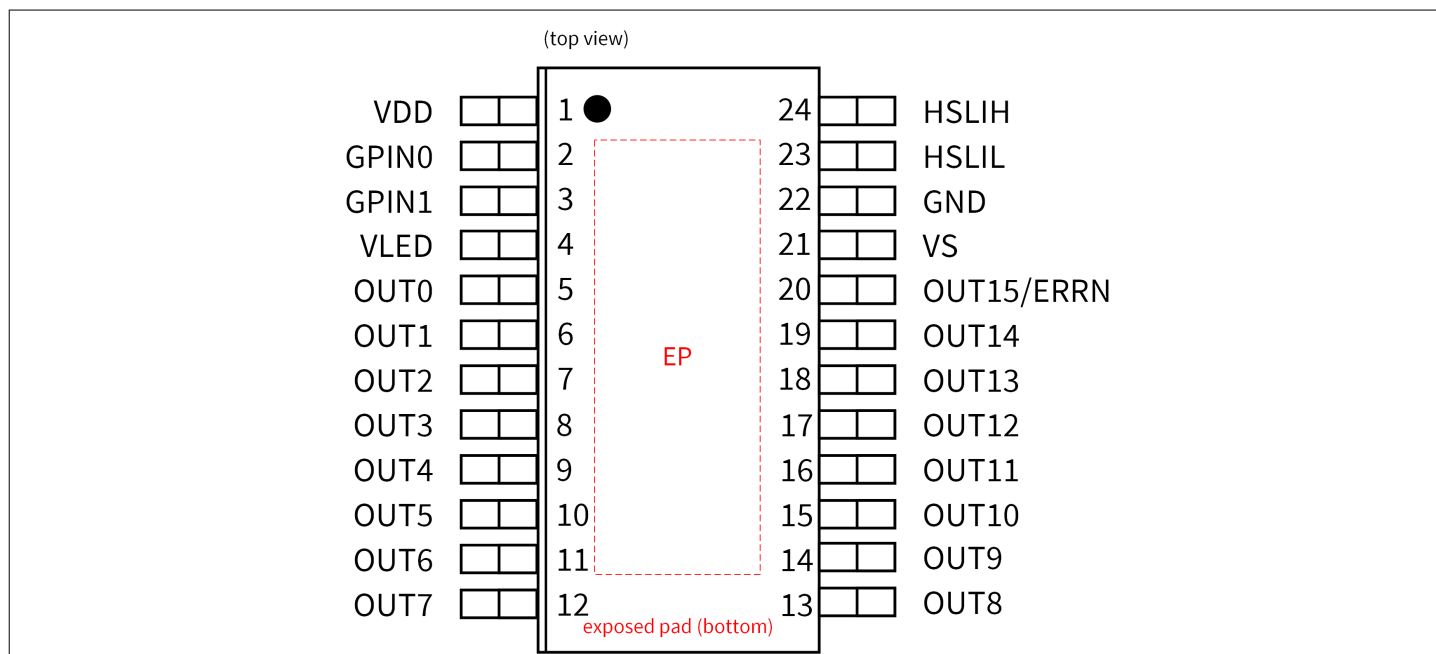 (top view)
VDD 1 24 HSLIH
GPIN0 2 23 HSLIL
GPIN1 3 22 GND
VLED 4 21 VS
OUT0 5 20 OUT15/ERRN
OUT1 6 19 OUT14
EP
OUT2 7 18 OUT13
OUT3 8 17 OUT12
OUT4 9 16 OUT11
OUT5 10 15 OUT10
OUT6 11 14 OUT9
OUT7 12 13 OUT8
exposed pad (bottom)